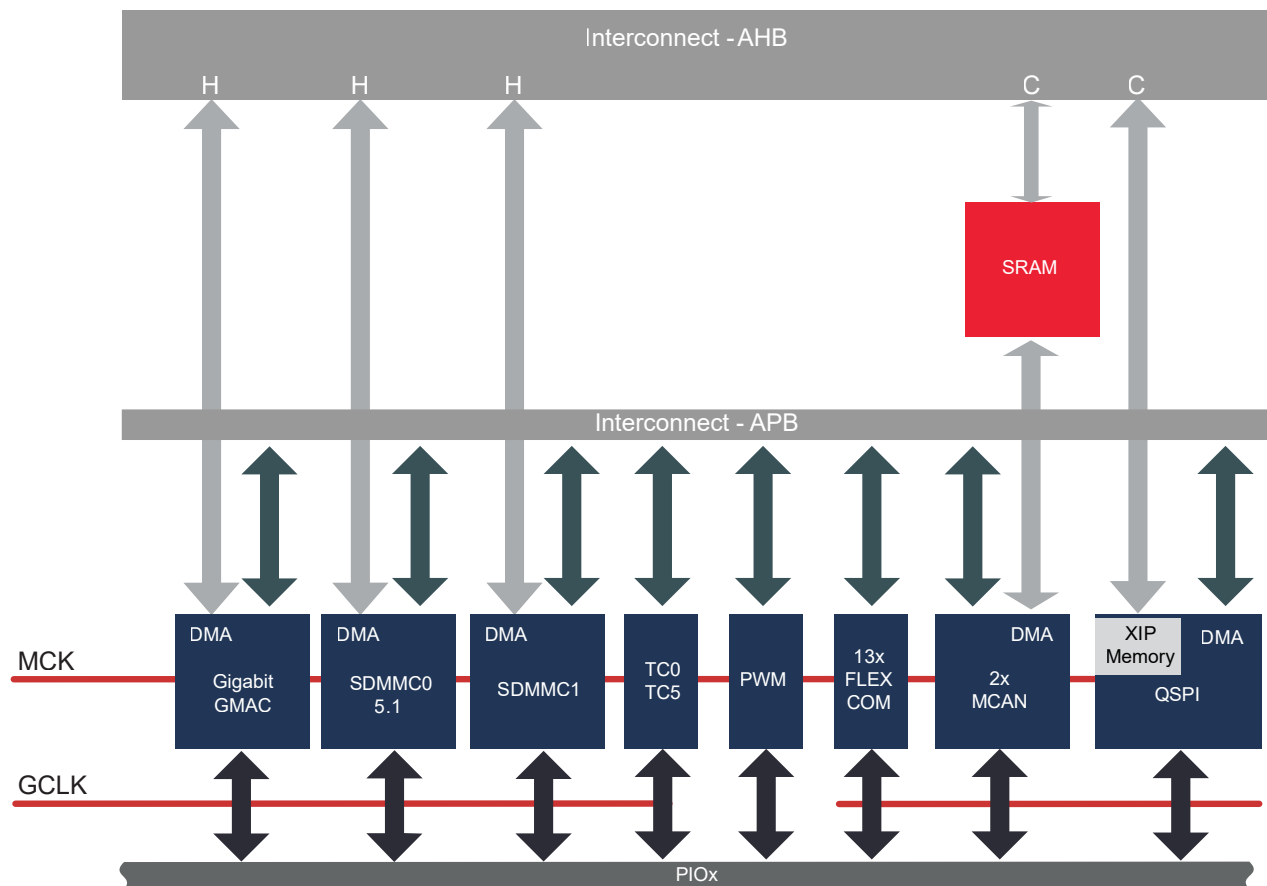 Interconnect - AHB
H
H
H
C
C
SRAM
Interconnect - APB
DMA
Gigabit
GMAC
DMA
SDMMC0
5.1
DMA
SDMMC1
TC0
TC5
PWM
13x
FLEX
COM
DMA
2x
MCAN
XIP
Memory
DMA
QSPI
MCK
GCLK
PIOx